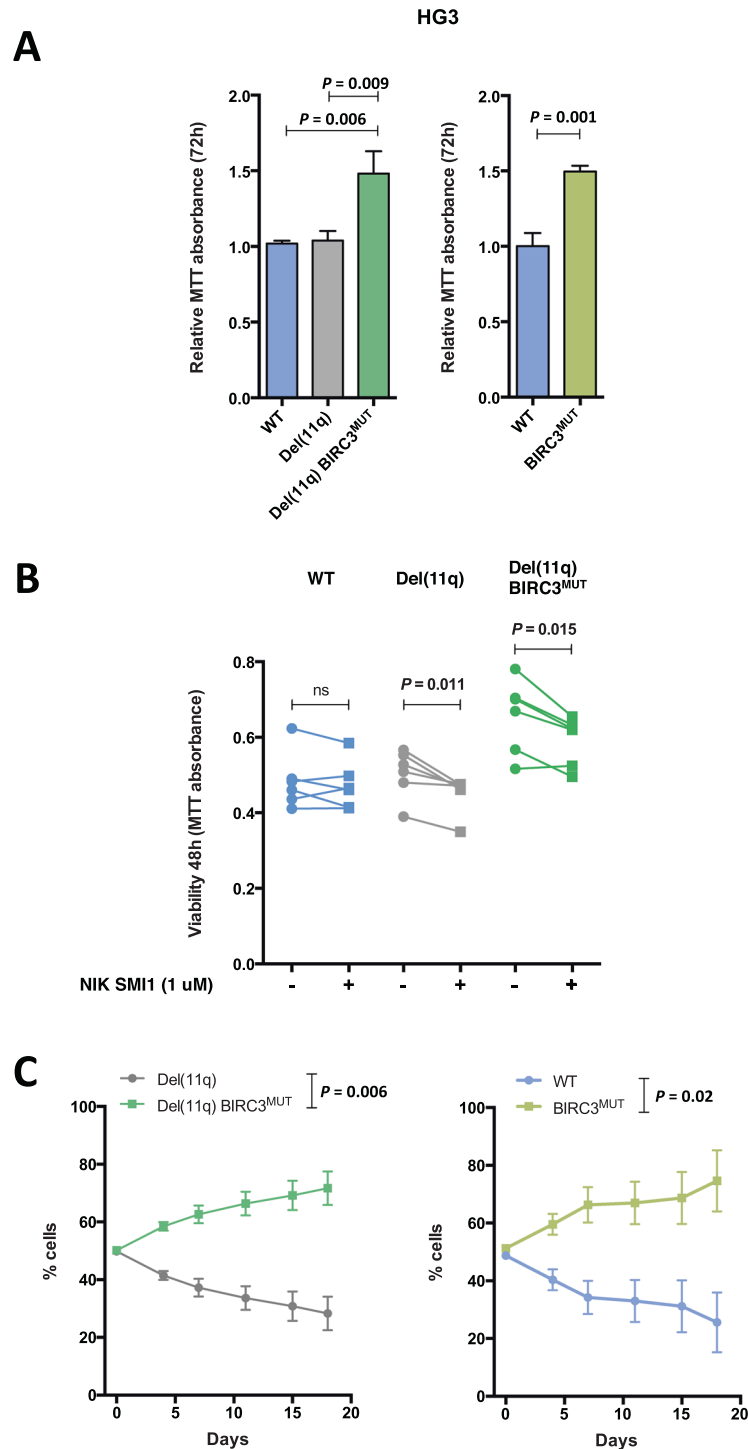 HG3
A
P = 0.009
P = 0.006
2.0
1.5
1.0
0.5
0.0
Relative MTT absorbance (72h)
WT
Del(11q)
Del(11q) BIRC3MUT
P = 0.001
2.0
1.5
1.0
0.5
0.0
Relative MTT absorbance (72h)
WT
BIRC3MUT
B
WT
Del(11q)
Del(11q)
BIRC3MUT
ns
P = 0.011
P = 0.015
0.8
0.6
0.4
0.2
0.0
Viability 48h (MTT absorbance)
NIK SMI1 (1 uM) - + - + - +
C
Del(11q)
Del(11q) BIRC3MUT
P = 0.006
100
80
60
40
20
0
% cells
0 5 10 15 20
Days
WT
BIRC3MUT
P = 0.02
100
80
60
40
20
0
% cells
0 5 10 15 20
Days